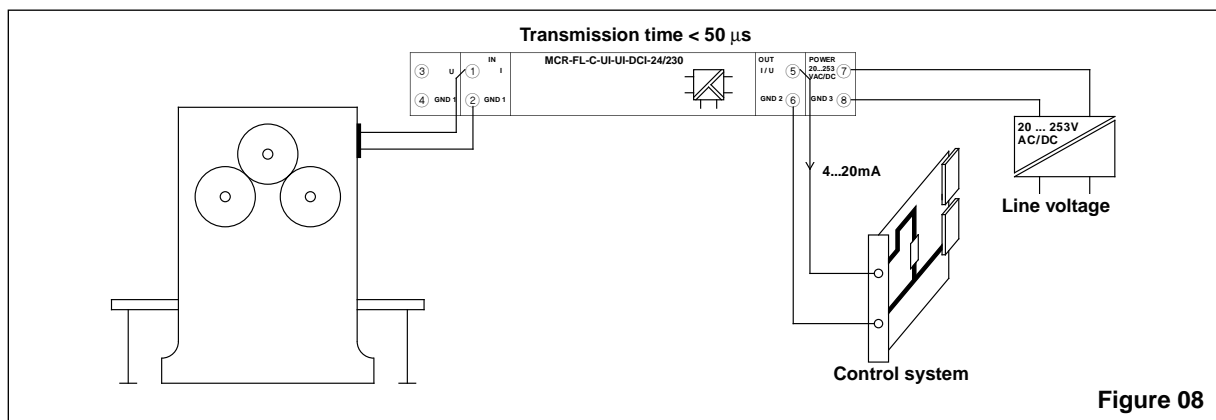 Transmission time < 50 µs
MCR-FL-C-UI-UI-DCI-24/230
IN
OUT
POWER
3 U 1 I
I / U 5
20...253
VAC/DC
7
4 GND 1 2 GND 1
GND 2 6 GND 3 8
20 ... 253V
AC/DC
4...20mA
Line voltage
Control system
Figure 08